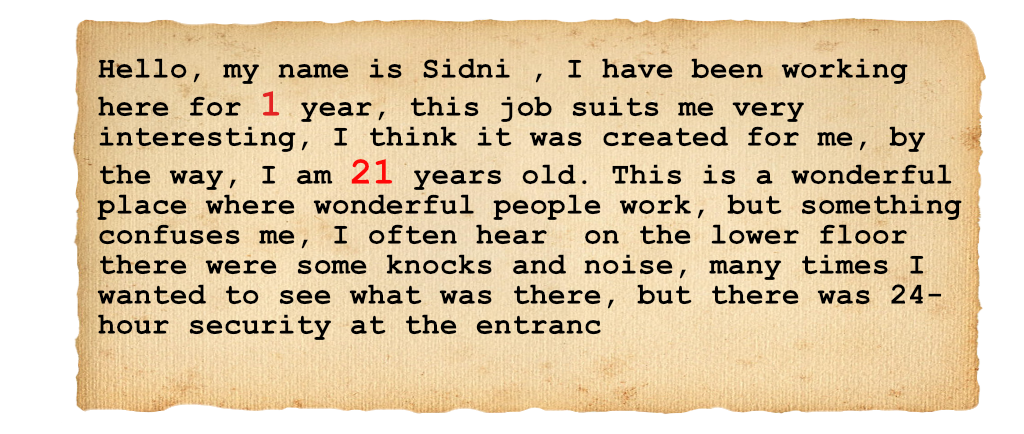 Hello, my name is Sidni , I have been working
here for 1 year, this job suits me very
interesting, I think it was created for me, by
the way, I am 21 years old. This is a wonderful
place where wonderful people work, but something
confuses me, I often hear  on the lower floor
there were some knocks and noise, many times I
wanted to see what was there, but there was 24-
hour security at the entranc